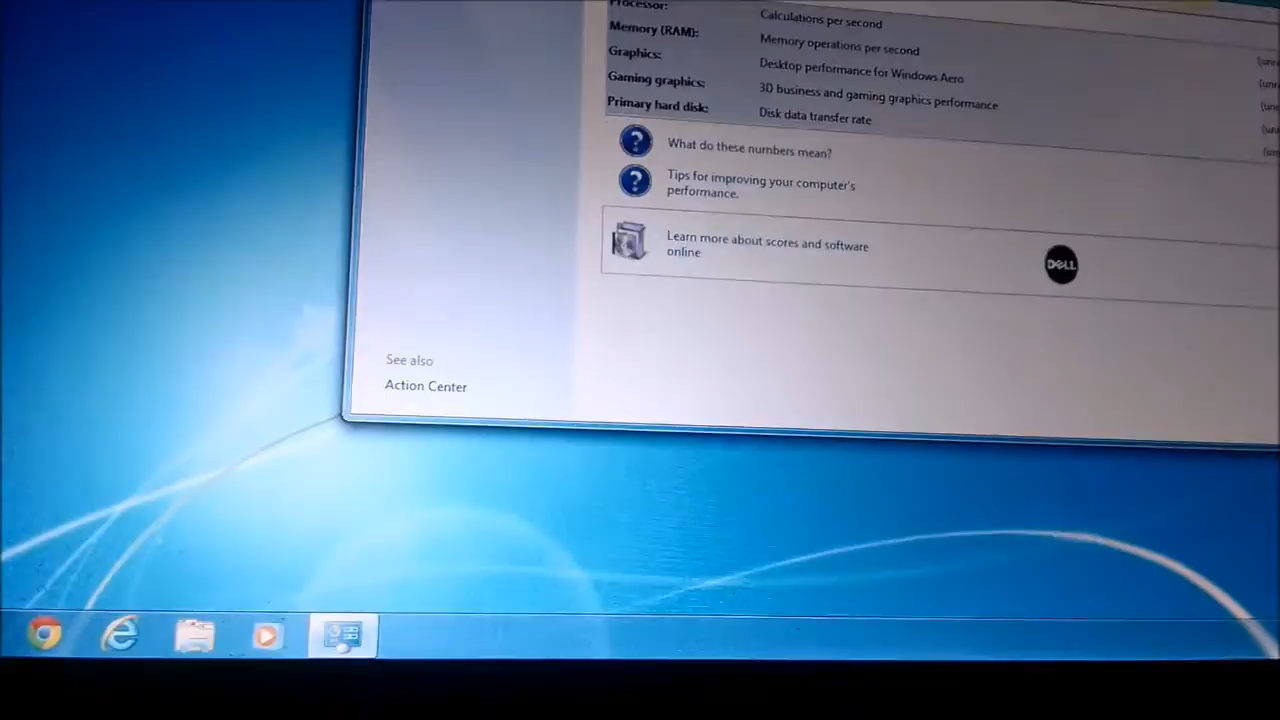 Processor:
Calculations per second
Memory (RAM):
Memory operations per second
Graphics:
Desktop performance for Windows Aero
Gaming graphics:
3D business and gaming graphics performance
Primary hard disk:
Disk data transfer rate
What do these numbers mean?
Tips for improving your computer's
performance.
Learn more about scores and software
online
DELL
See also
Action Center